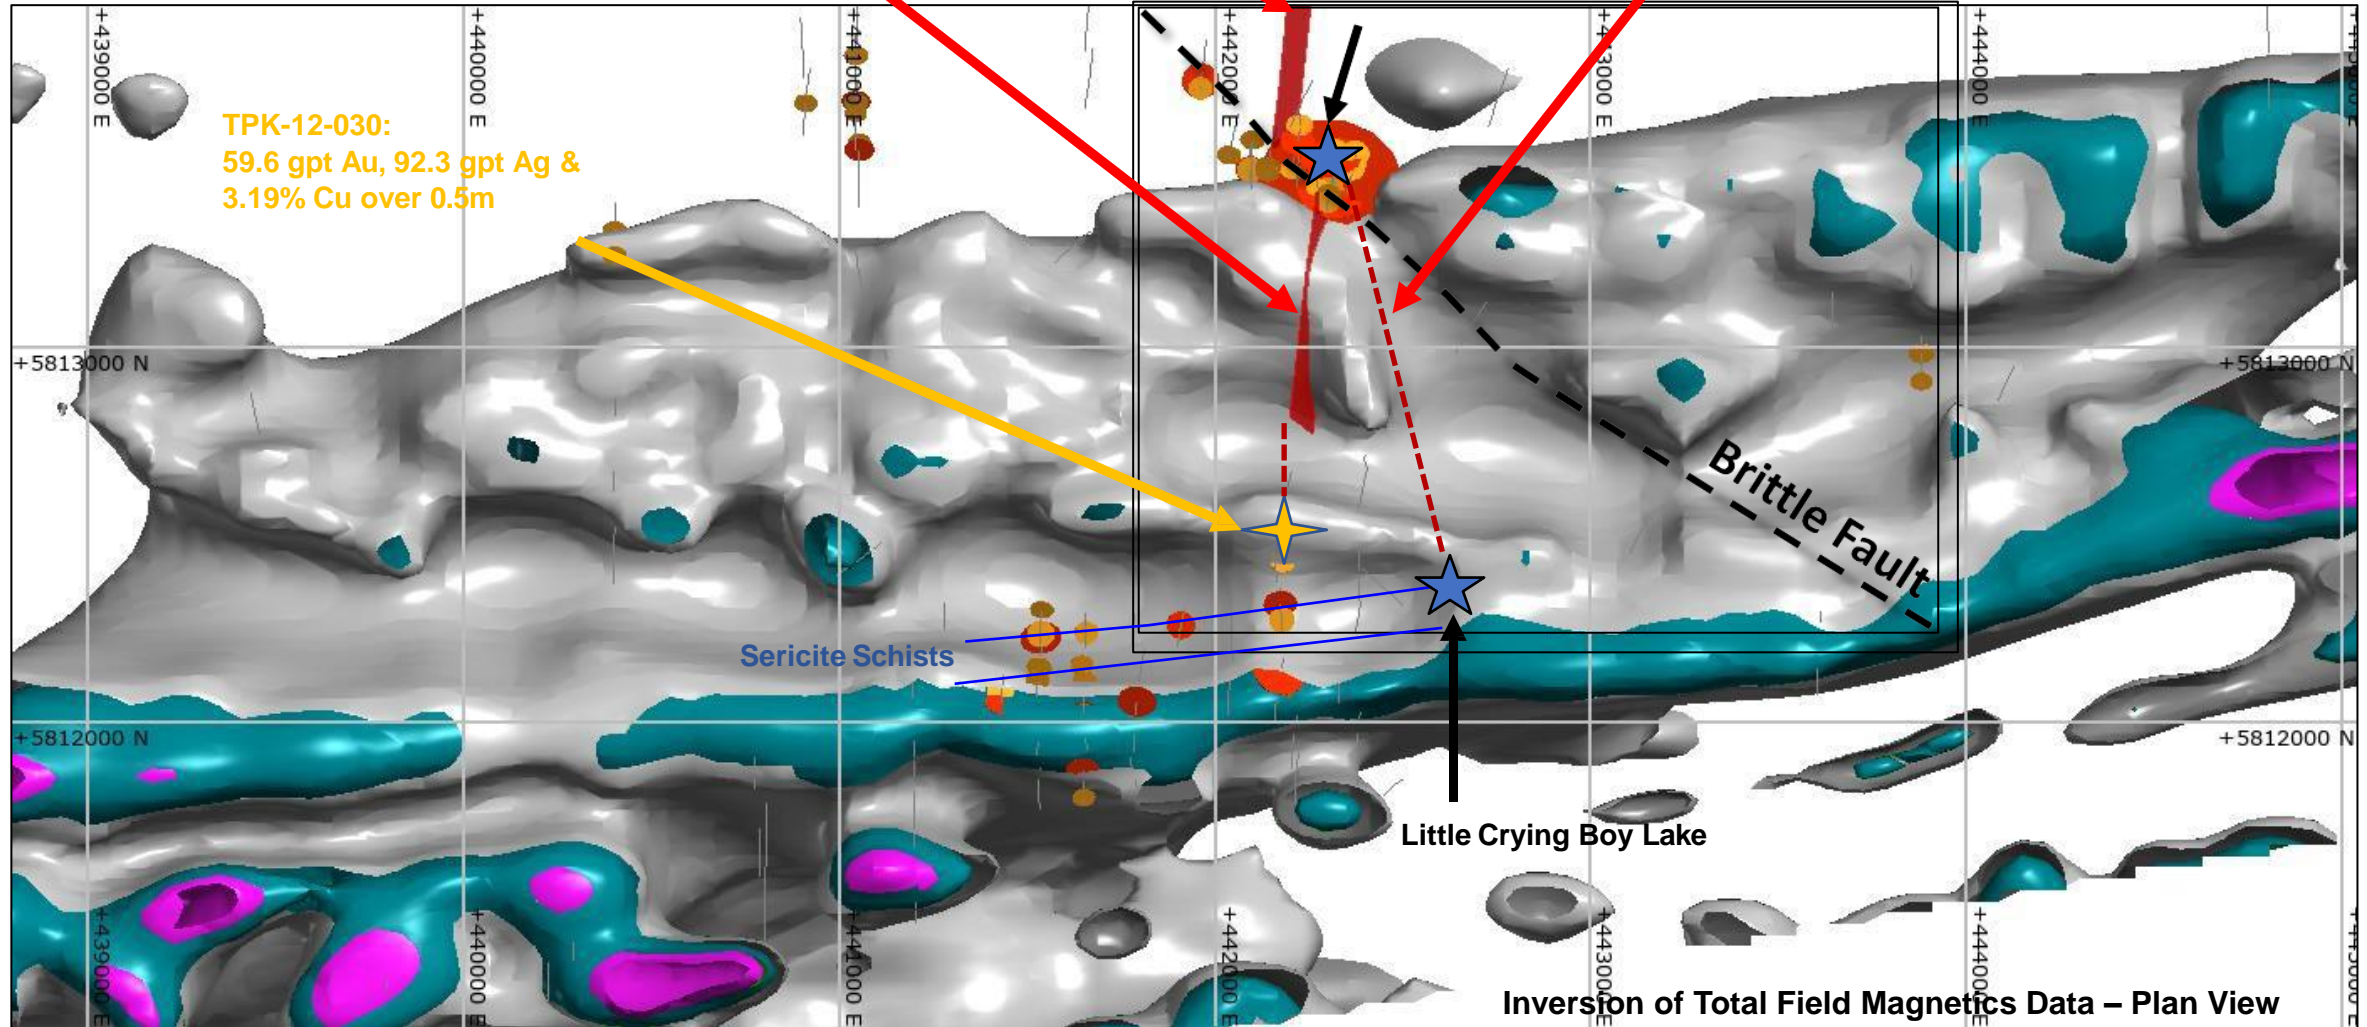 +439000 E
+440000 E
+441000 E
+442000 E
+443000 E
+444000 E
TPK-12-030:
59.6 gpt Au, 92.3 gpt Ag &
3.19% Cu over 0.5m
+5813000 N
+5813000 N
Brittle Fault
Sericite Schists
+5812000 N
+5812000 N
Little Crying Boy Lake
+439000 E
+440000 E
+441000 E
+442000 E
+443000 E
+444000 E
Inversion of Total Field Magnetics Data – Plan View